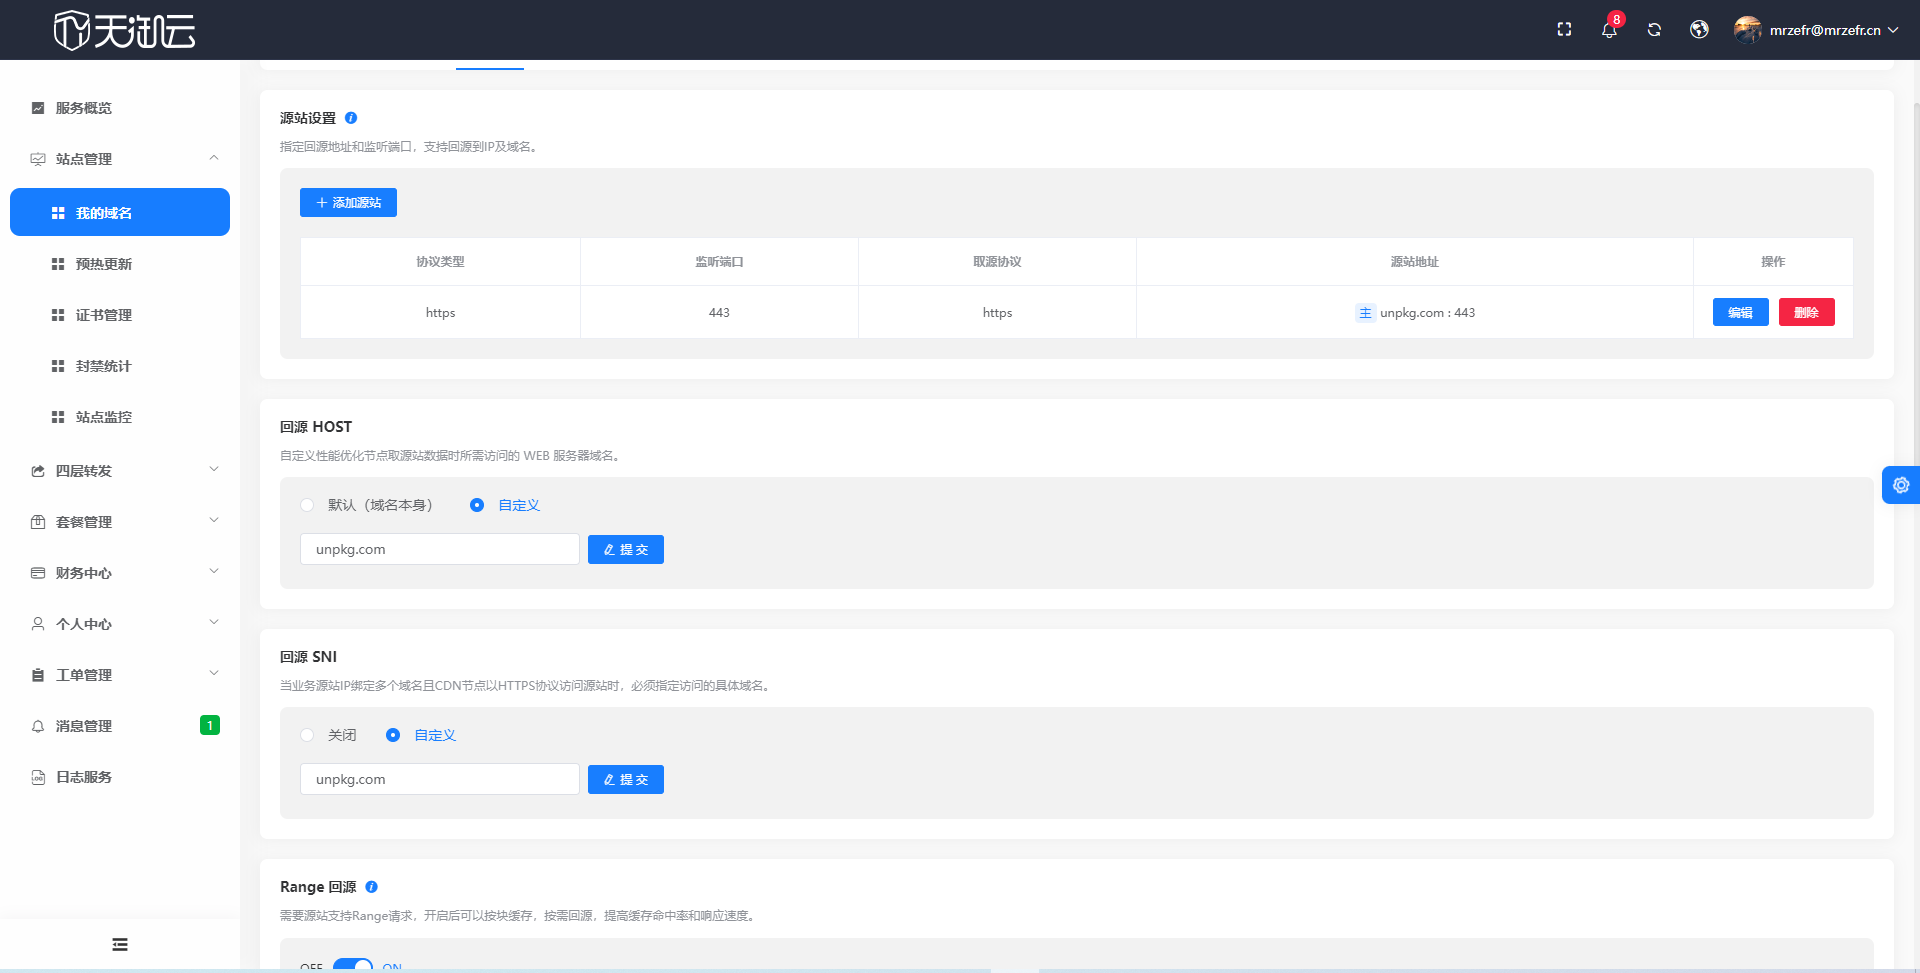 天御云
8
mrzefr@mrzefr.cn
服务概览
站点管理
我的域名
预热更新
证书管理
封禁统计
站点监控
四层转发
套餐管理
财务中心
个人中心
工单管理
消息管理
1
日志服务
源站设置
指定回源地址和监听端口，支持回源到IP及域名。
添加源站
协议类型 监听端口 取源协议 源站地址 操作
https 443 https 主 unpkg.com : 443 编辑 删除
回源 HOST
自定义性能优化节点取源站数据时所需访问的 WEB 服务器域名。
默认（域名本身） 自定义
unpkg.com 提 交
回源 SNI
当业务源站IP绑定多个域名且CDN节点以HTTPS协议访问源站时，必须指定访问的具体域名。
关闭 自定义
unpkg.com 提 交
Range 回源
需要源站支持Range请求，开启后可以按块缓存，按需回源，提高缓存命中率和响应速度。
OFF ON